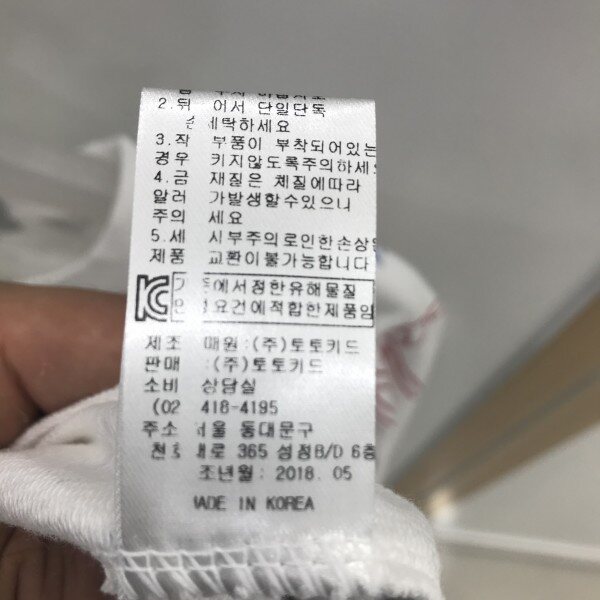 2.뒤 어서 단일단독
손세탁하세요
3.작 부품이 부착되어있는
경우 키지않도록주의하세요
4.금 재질은 체질에따라
알러 가발생할수있으니
주의 세요
5.세 시부주의로인한손상된
제품 교환이불가능합니다
에서정한유해물질
요건에적합한제품임
제조 매원:(주)토토키드
판매 :(주)토토키드
소비 상담실
(02 418-4195
주소 서울 동대문구
천호대로 365 성정B/D 6층
조년월: 2018. 05
MADE IN KOREA